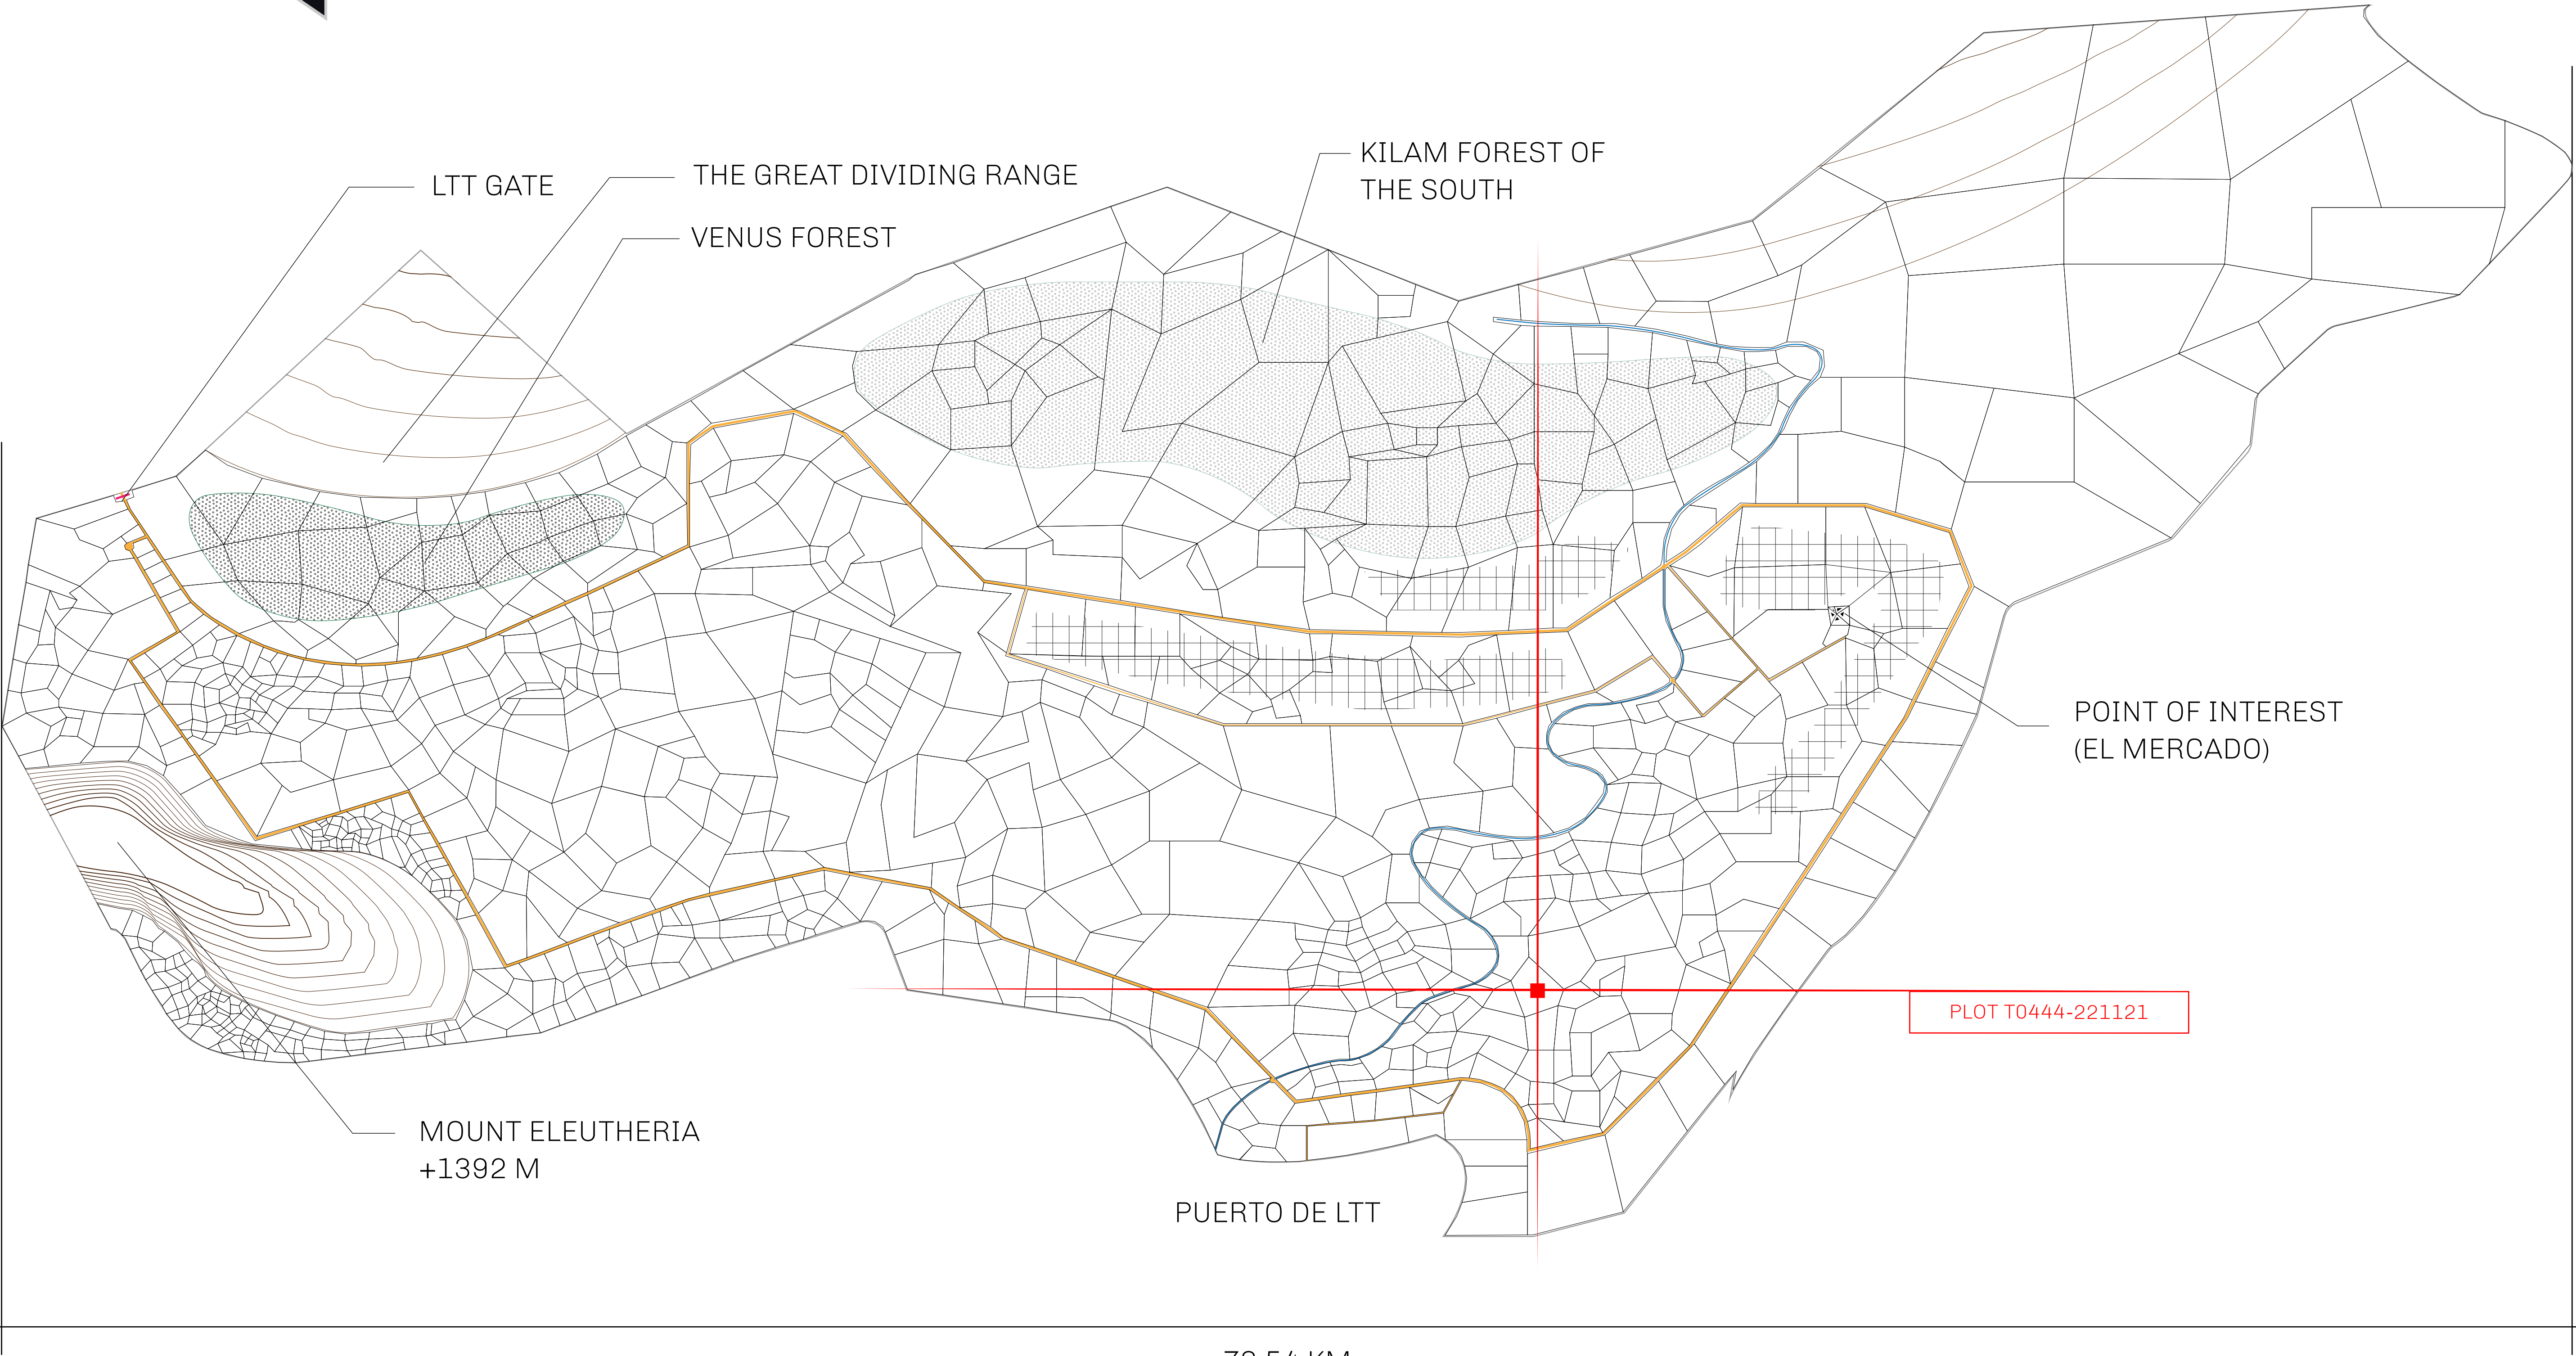 KILAM FOREST OF
THE SOUTH
THE GREAT DIVIDING RANGE
LTT GATE
VENUS FOREST
POINT OF INTEREST
(EL MERCADO)
PLOT T0444-221121
MOUNT ELEUTHERIA
+1392 M
PUERTO DE LTT
KM